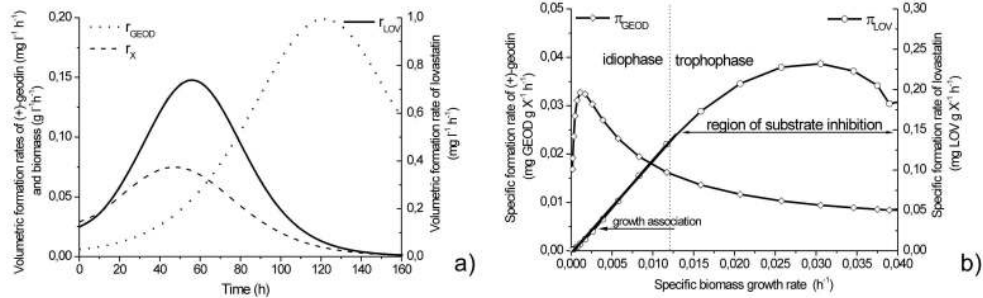 a)
r_GEOD
r_X
r_LOV
Volumetric formation rates of (+)-geodin (mg l⁻¹ h⁻¹)
and biomass (g l⁻¹h⁻¹)
0,20
0,15
0,10
0,05
0,00
0 20 40 60 80 100 120 140 160
Time (h)
1,0
0,8
0,6
0,4
0,2
0,0
Volumetric formation rate of lovastatin
(mg l⁻¹ h⁻¹)
b)
π_GEOD
π_LOV
idiophase trophophase
region of substrate inhibition
growth association
Specific formation rate of (+)-geodin
(mg GEOD g X⁻¹ h⁻¹)
0,05
0,04
0,03
0,02
0,01
0,00
0,000 0,005 0,010 0,015 0,020 0,025 0,030 0,035 0,040
Specific biomass growth rate (h⁻¹)
0,30
0,25
0,20
0,15
0,10
0,05
0,00
Specific formation rate of lovastatin
(mg LOV g X⁻¹ h⁻¹)